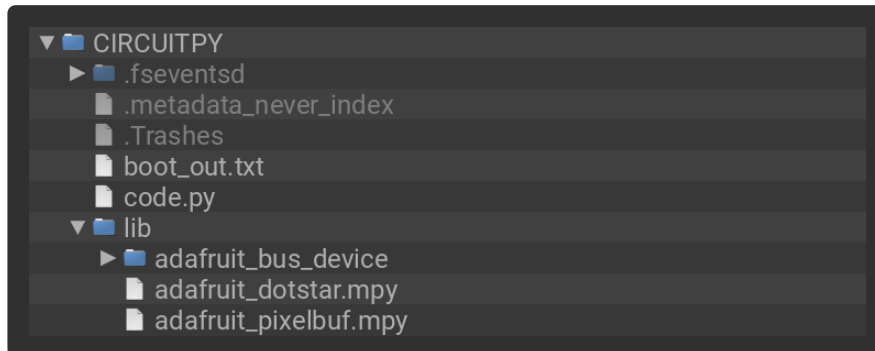 CIRCUITPY
.fseventsd
.metadata_never_index
.Trashes
boot_out.txt
code.py
lib
adafruit_bus_device
adafruit_dotstar.mpy
adafruit_pixelbuf.mpy